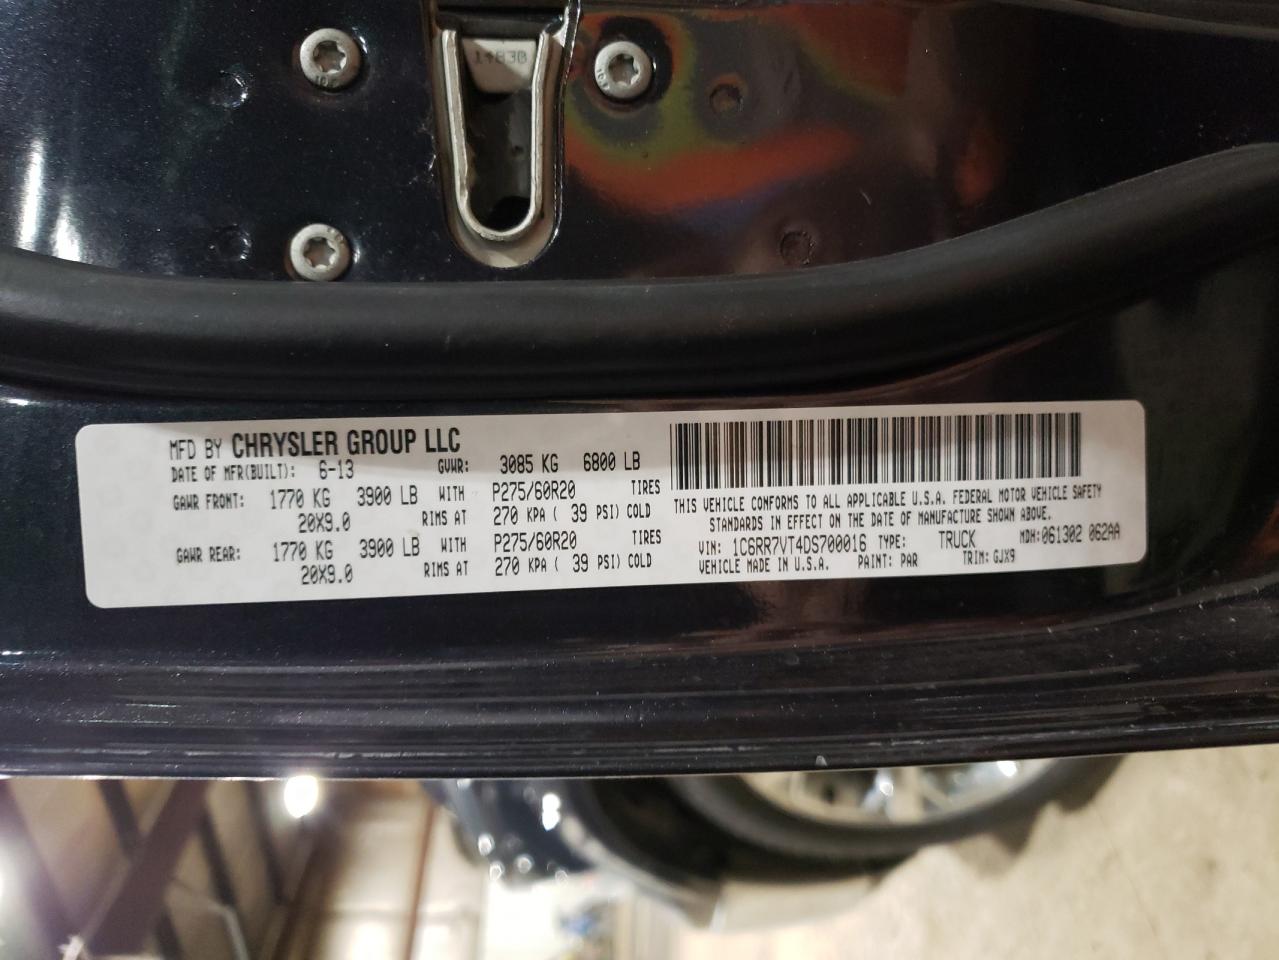 14830
MFD BY CHRYSLER GROUP LLC
DATE OF MFR(BUILT): 6-13 GVWR: 3085 KG 6800 LB
GAWR FRONT: 1770 KG 3900 LB WITH P275/60R20 TIRES
20X9.0 RIMS AT 270 KPA ( 39 PSI) COLD
GAWR REAR: 1770 KG 3900 LB WITH P275/60R20 TIRES
20X9.0 RIMS AT 270 KPA ( 39 PSI) COLD
THIS VEHICLE CONFORMS TO ALL APPLICABLE U.S.A. FEDERAL MOTOR VEHICLE SAFETY
STANDARDS IN EFFECT ON THE DATE OF MANUFACTURE SHOWN ABOVE.
VIN: 1C6RR7VT4DS700016 TYPE: TRUCK MDH:061302 062AA
VEHICLE MADE IN U.S.A. PAINT: PAR TRIM: GJX9